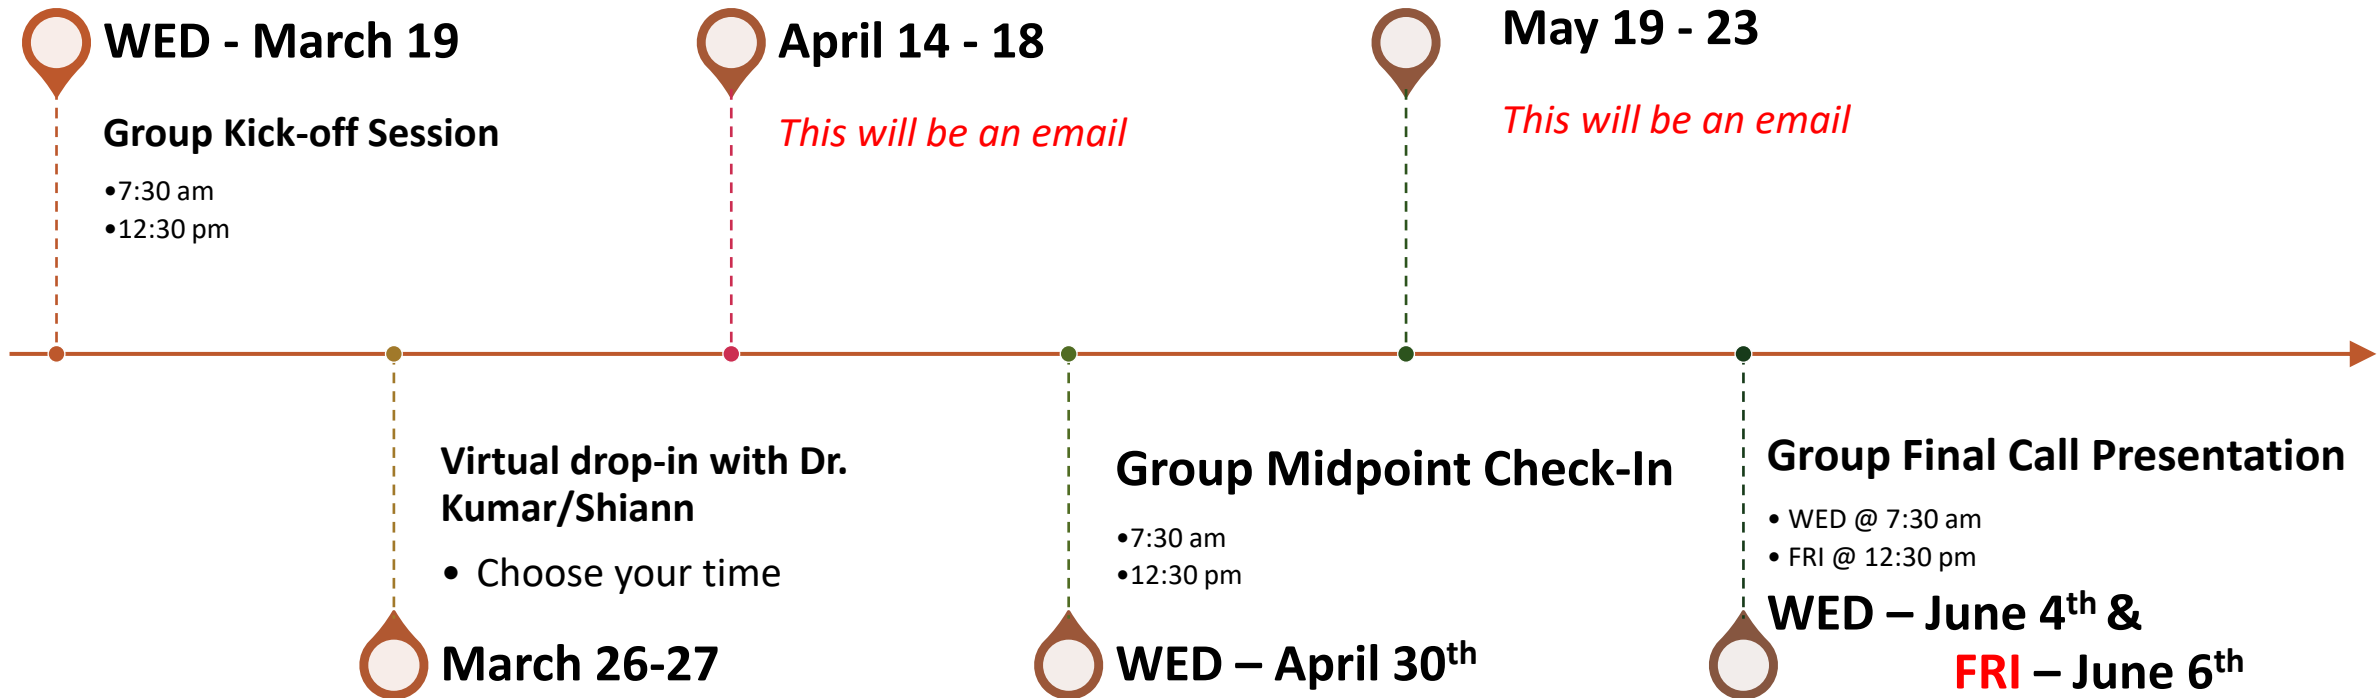 WED - March 19
Group Kick-off Session
•7:30 am
•12:30 pm
April 14 - 18
This will be an email
May 19 - 23
This will be an email
Virtual drop-in with Dr.
Kumar/Shiann
• Choose your time
March 26-27
Group Midpoint Check-In
•7:30 am
•12:30 pm
WED – April 30th
Group Final Call Presentation
• WED @ 7:30 am
• FRI @ 12:30 pm
WED – June 4th &
FRI – June 6th